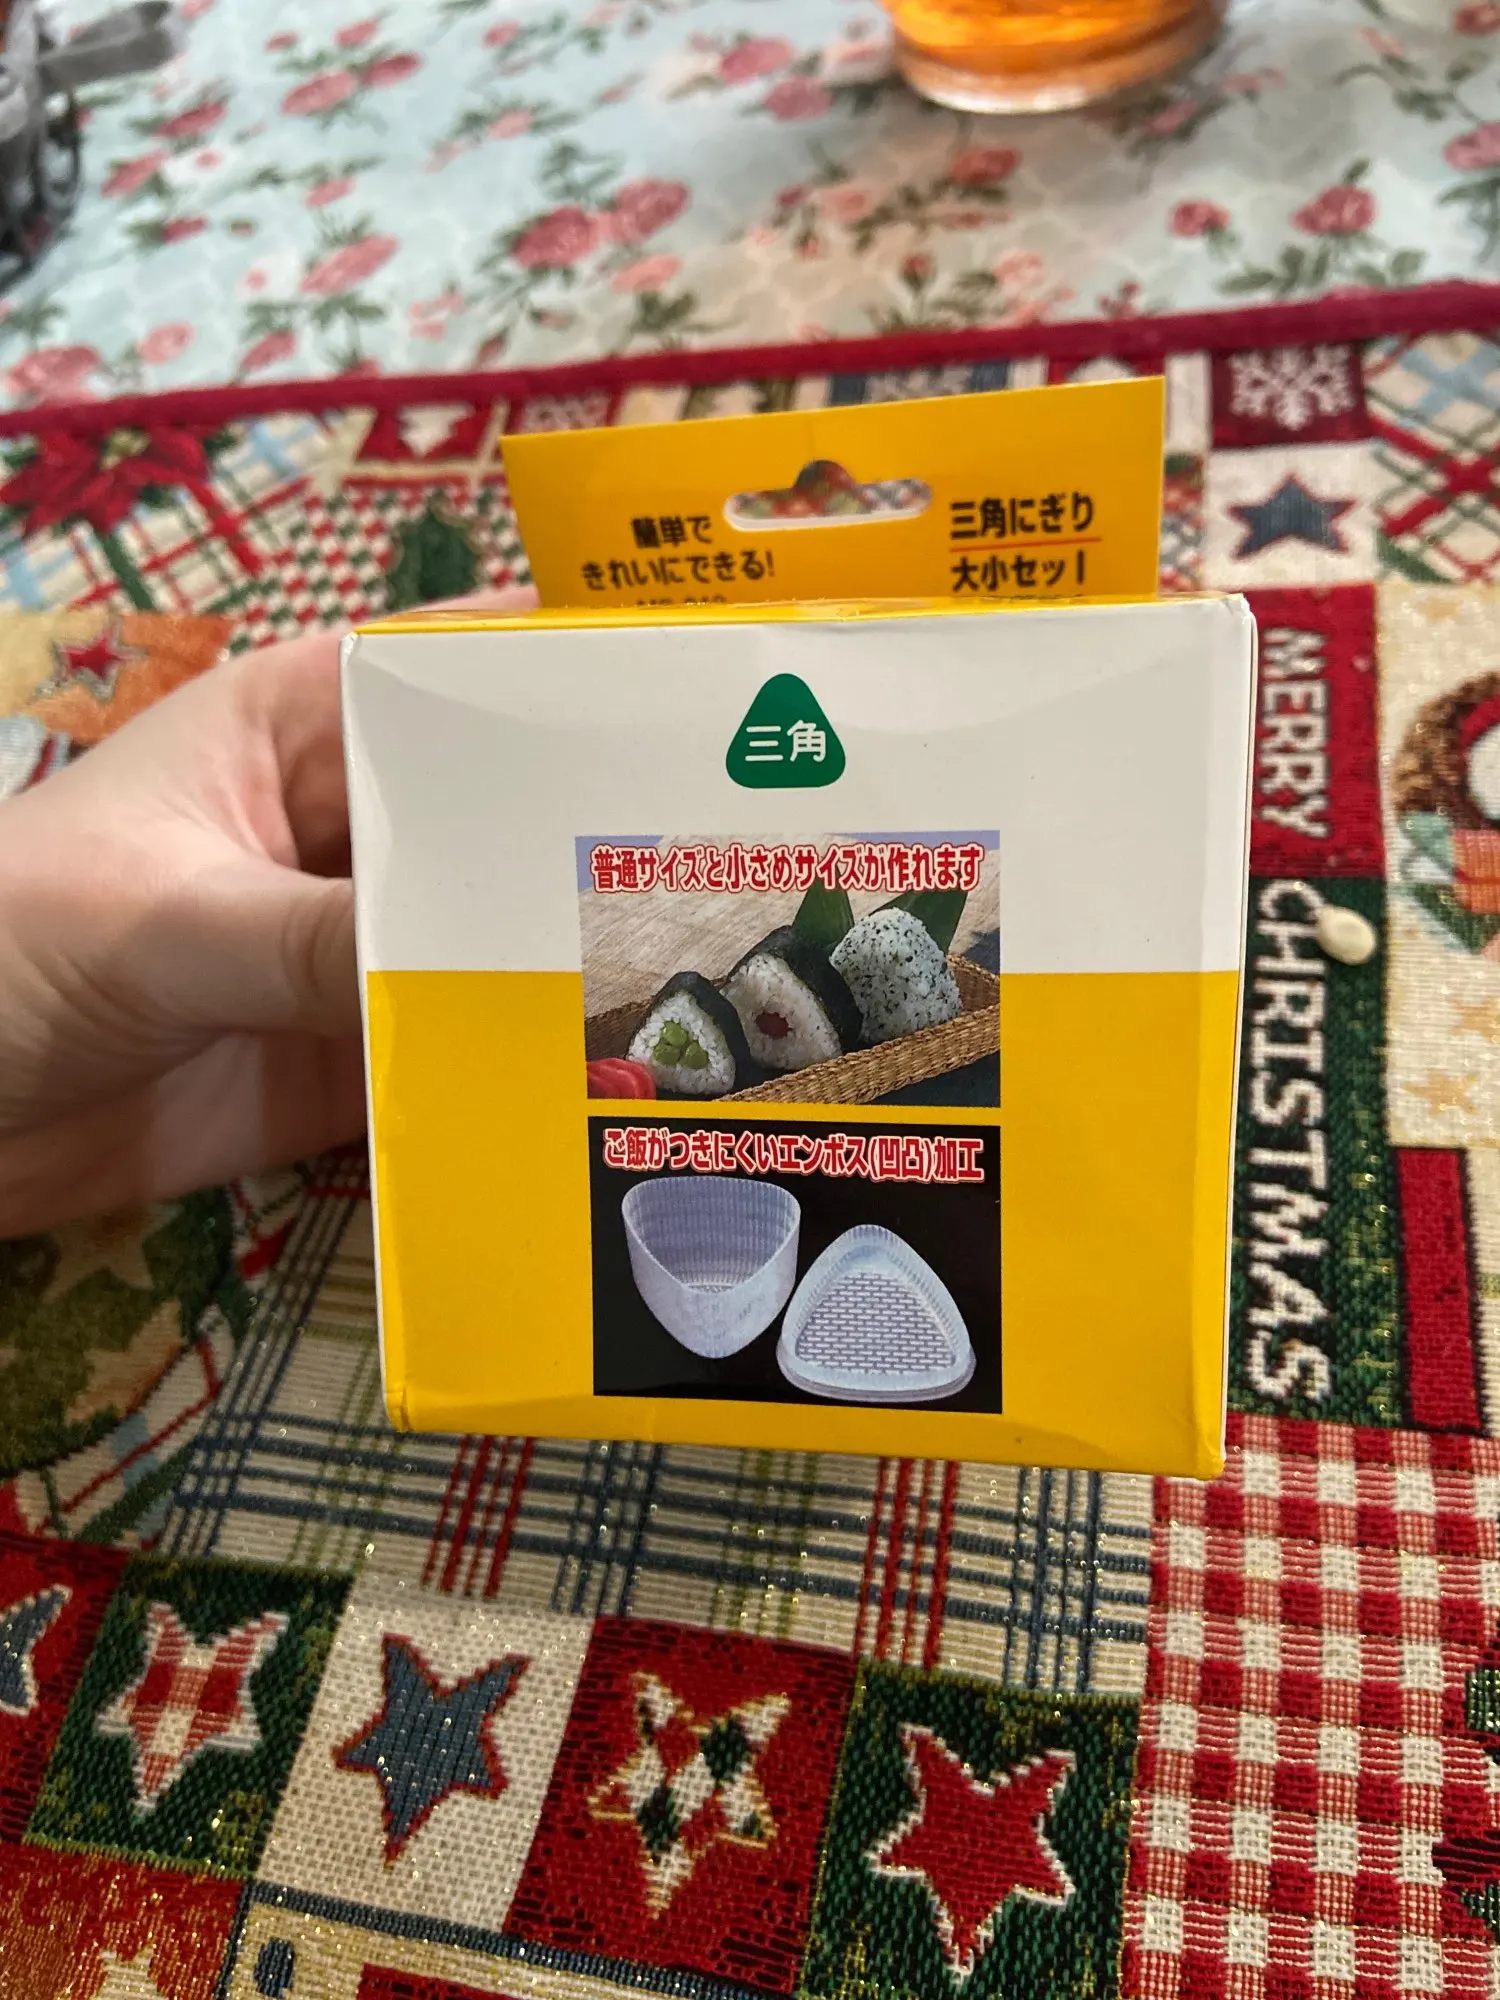 簡単で
きれいにできる!
三角にぎり
大小セット
三角
普通サイズと小さめサイズが作れます
ご飯がつきにくいエンボス(凹凸)加工
MERRY CHRISTMAS